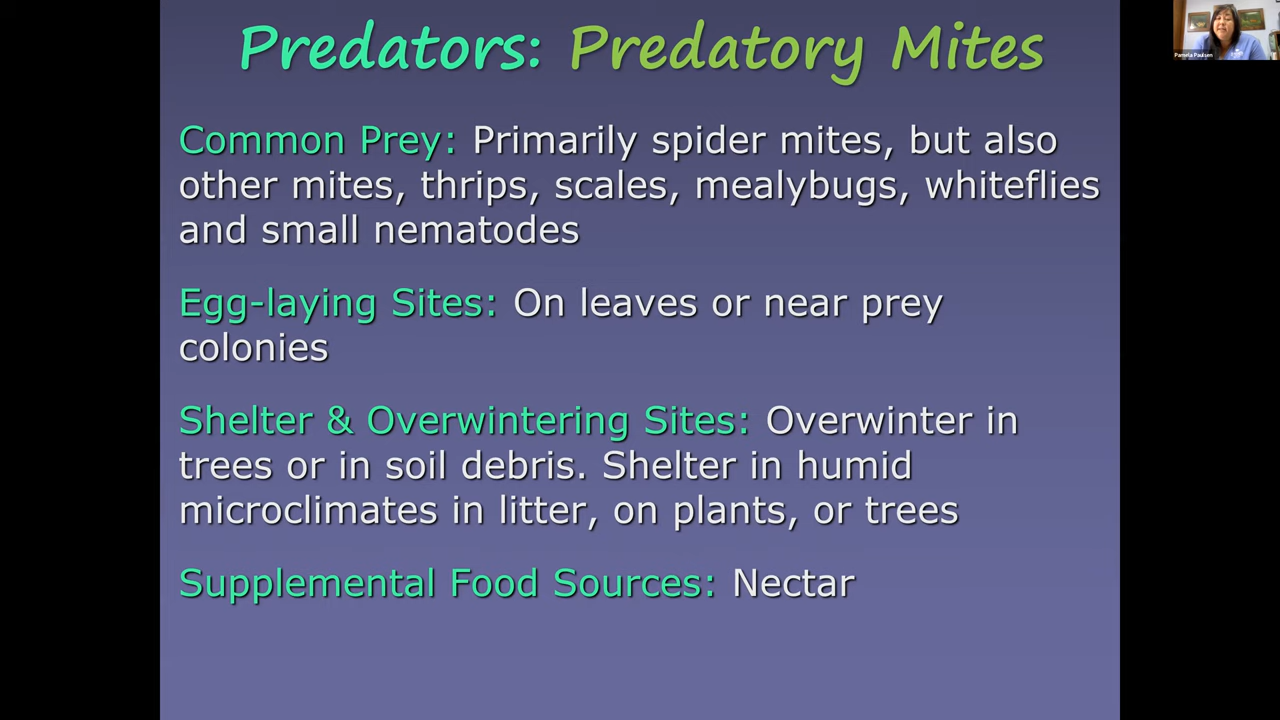 Predators: Predatory Mites
Pamela Paulsen
Common Prey: Primarily spider mites, but also
other mites, thrips, scales, mealybugs, whiteflies
and small nematodes
Egg-laying Sites: On leaves or near prey
colonies
Shelter & Overwintering Sites: Overwinter in
trees or in soil debris. Shelter in humid
microclimates in litter, on plants, or trees
Supplemental Food Sources: Nectar